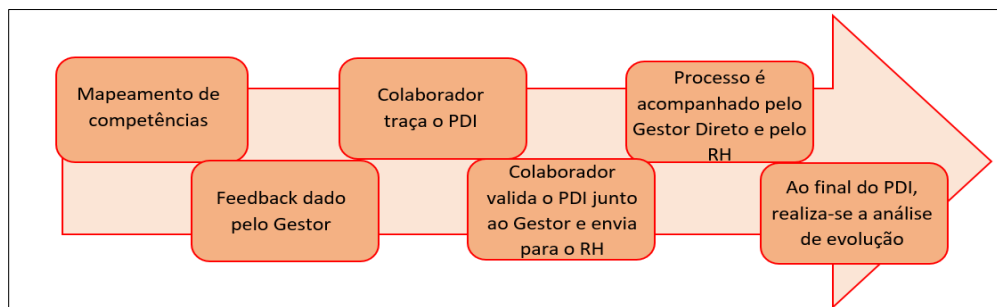 Mapeamento de
competências
Feedback dado
pelo Gestor
Colaborador
traça o PDI
Colaborador
valida o PDI junto
ao Gestor e envia
para o RH
Processo é
acompanhado pelo
Gestor Direto e pelo
RH
Ao final do PDI,
realiza-se a análise
de evolução